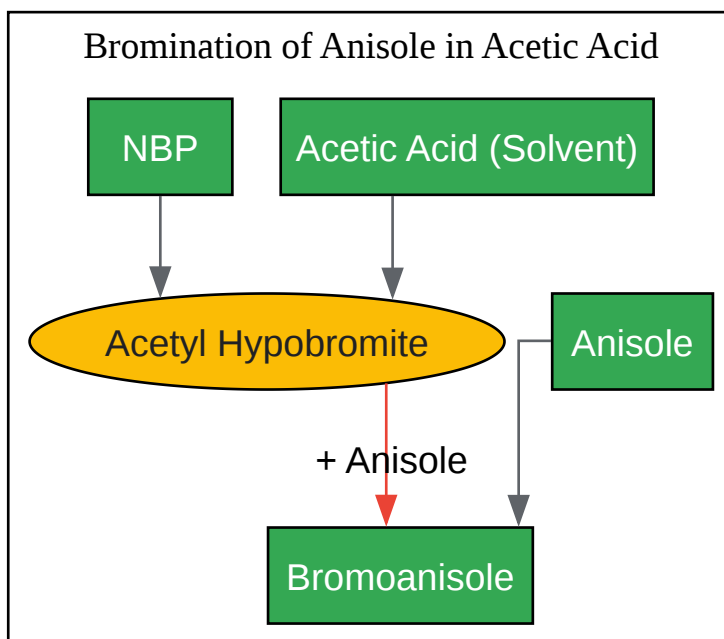 Bromination of Anisole in Acetic Acid
NBP
Acetic Acid (Solvent)
Acetyl Hypobromite
Anisole
+ Anisole
Bromoanisole